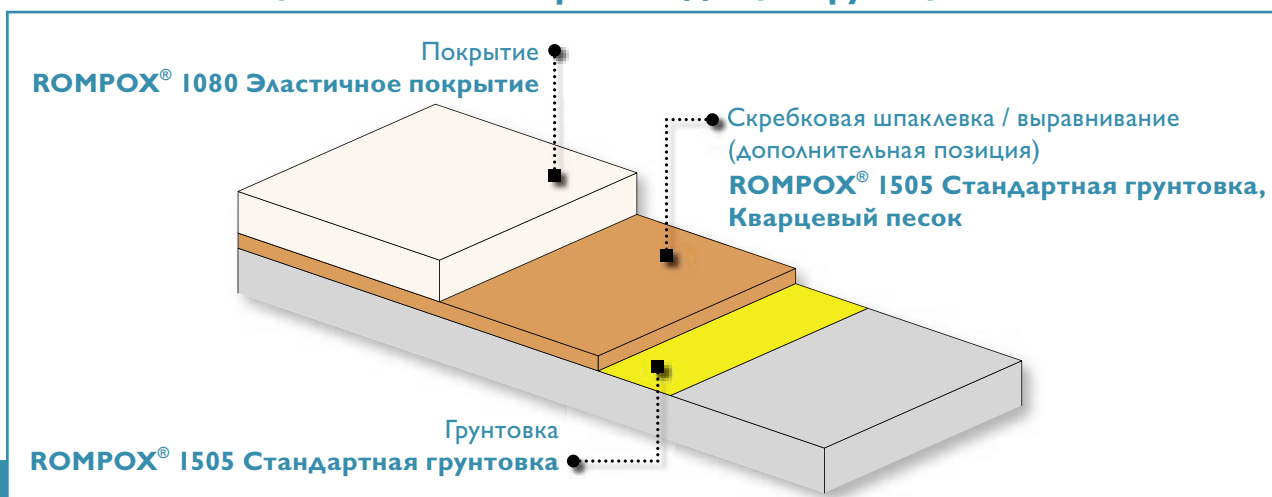 Покрытие
ROMPOX® 1080 Эластичное покрытие
Скребковая шпаклевка / выравнивание
(дополнительная позиция)
ROMPOX® 1505 Стандартная грунтовка,
Кварцевый песок
Грунтовка
ROMPOX® 1505 Стандартная грунтовка